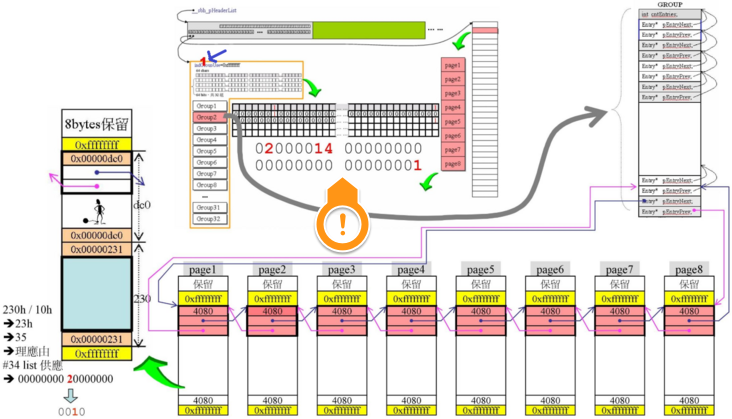 __sbh_pHeaderList
1
Group1
Group2
Group3
Group4
Group5
Group6
Group7
Group8
...
Group31
Group32
02000014 00000000
00000000 00000001
!
page1
page2
page3
page4
page5
page6
page7
page8
GROUP
int cntEntries;
Entry* pEntryNext;
Entry* pEntryPrev;
Entry* pEntryNext;
Entry* pEntryPrev;
Entry* pEntryNext;
Entry* pEntryPrev;
Entry* pEntryNext;
Entry* pEntryPrev;
Entry* pEntryNext;
Entry* pEntryPrev;
Entry* pEntryNext;
Entry* pEntryPrev;
8bytes保留
0xffffffff
0x00000dc0
dc0
0x00000dc0
0x00000231
230
0x00000231
0xffffffff
230h / 10h
➔23h
➔35
➔理應由
#34 list 供應
➔ 00000000 20000000
0010
page1 page2 page3 page4 page5 page6 page7 page8
保留 保留 保留 保留 保留 保留 保留 保留
0xffffffff 0xffffffff 0xffffffff 0xffffffff 0xffffffff 0xffffffff 0xffffffff 0xffffffff
4080 4080 4080 4080 4080 4080 4080 4080
4080 4080 4080 4080 4080 4080 4080 4080
0xffffffff 0xffffffff 0xffffffff 0xffffffff 0xffffffff 0xffffffff 0xffffffff 0xffffffff